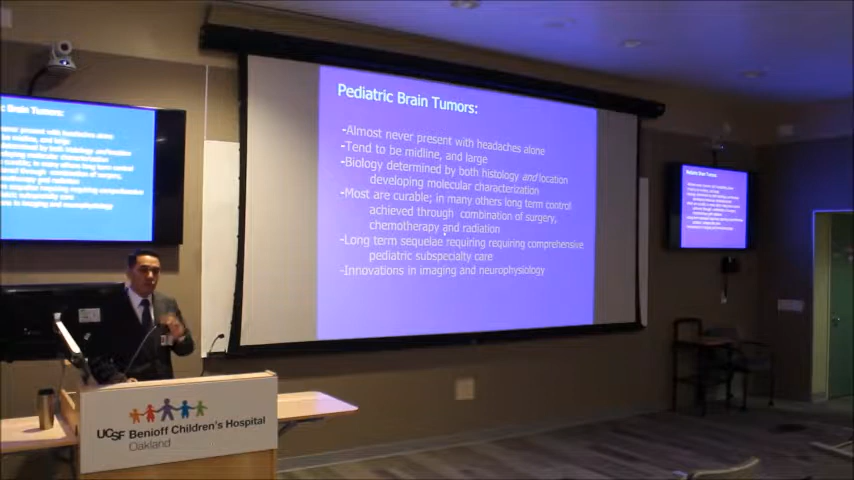 Pediatric Brain Tumors:
-Almost never present with headaches alone
-Tend to be midline, and large
-Biology determined by both histology and location
developing molecular characterization
-Most are curable; in many others long term control
achieved through combination of surgery,
chemotherapy and radiation
-Long term sequelae requiring requiring comprehensive
pediatric subspecialty care
-Innovations in imaging and neurophysiology
UCSF Benioff Children's Hospital
Oakland